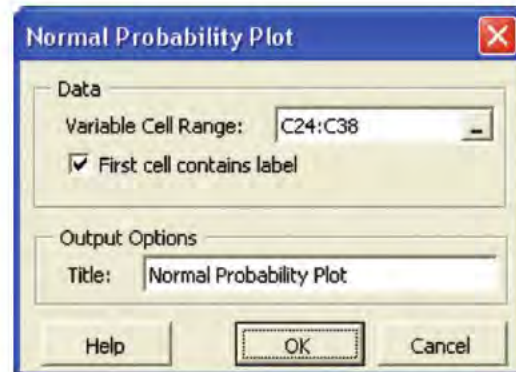 Normal Probability Plot
Data
Variable Cell Range: C24:C38
First cell contains label
Output Options
Title: Normal Probability Plot
Help OK Cancel